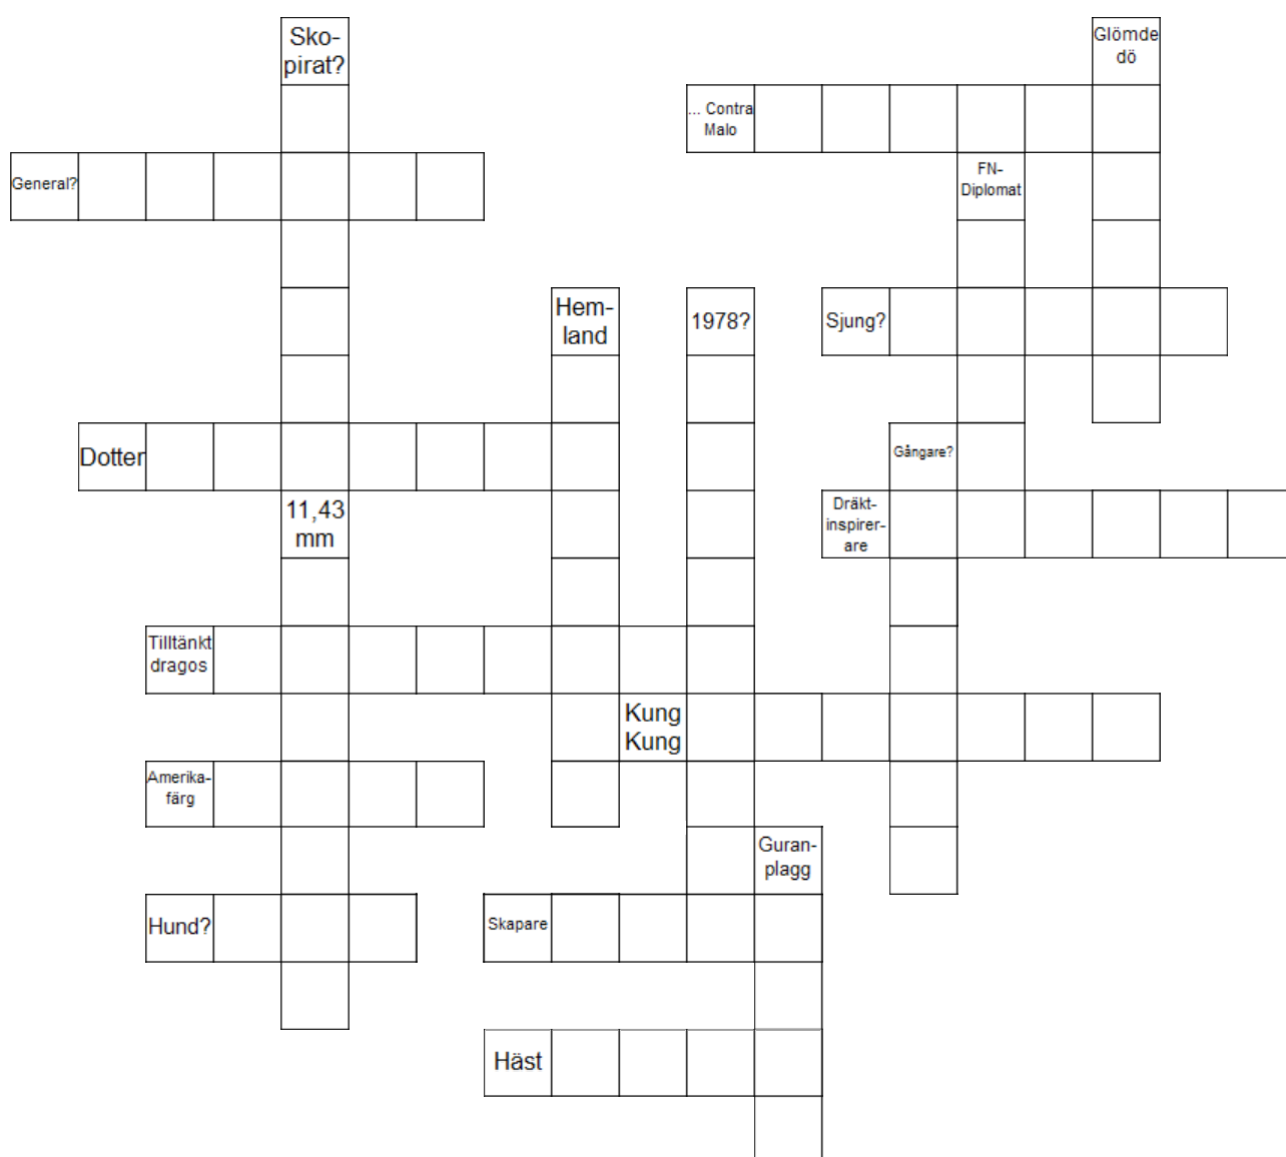 Sko-
pirat?
Glömde
dö
... Contra
Malo
General?
FN-
Diplomat
Hem-
land
1978?
Sjung?
Dotter
Gångare?
11,43
mm
Dräkt-
inspirer-
are
Tilltänkt
dragos
Kung
Kung
Amerika-
färg
Guran-
plagg
Hund?
Skapare
Häst